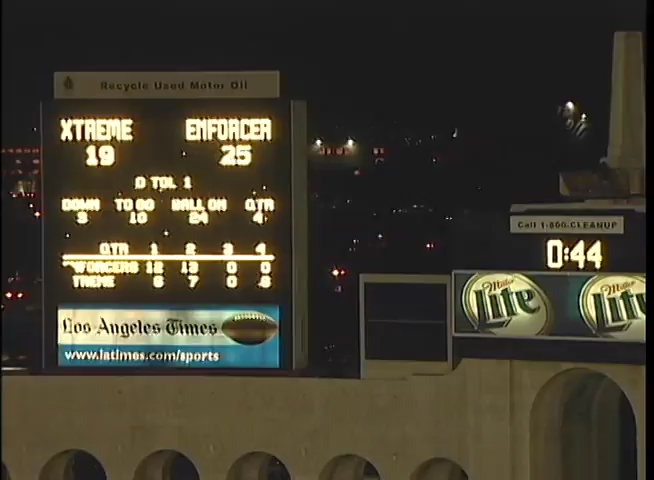 Recycle Used Motor Oil
XTREME ENFORCER
19 25
0 TOL 1
DOWN TO GO BALL ON QTR
3 10 24 4
Call 1-800-CLEANUP
0:44
QTR 1 2 3 4
NFORCERS 12 13 0 0
TREME 6 7 0 6
Miller Lite Miller Lite
Los Angeles Times
www.latimes.com/sports